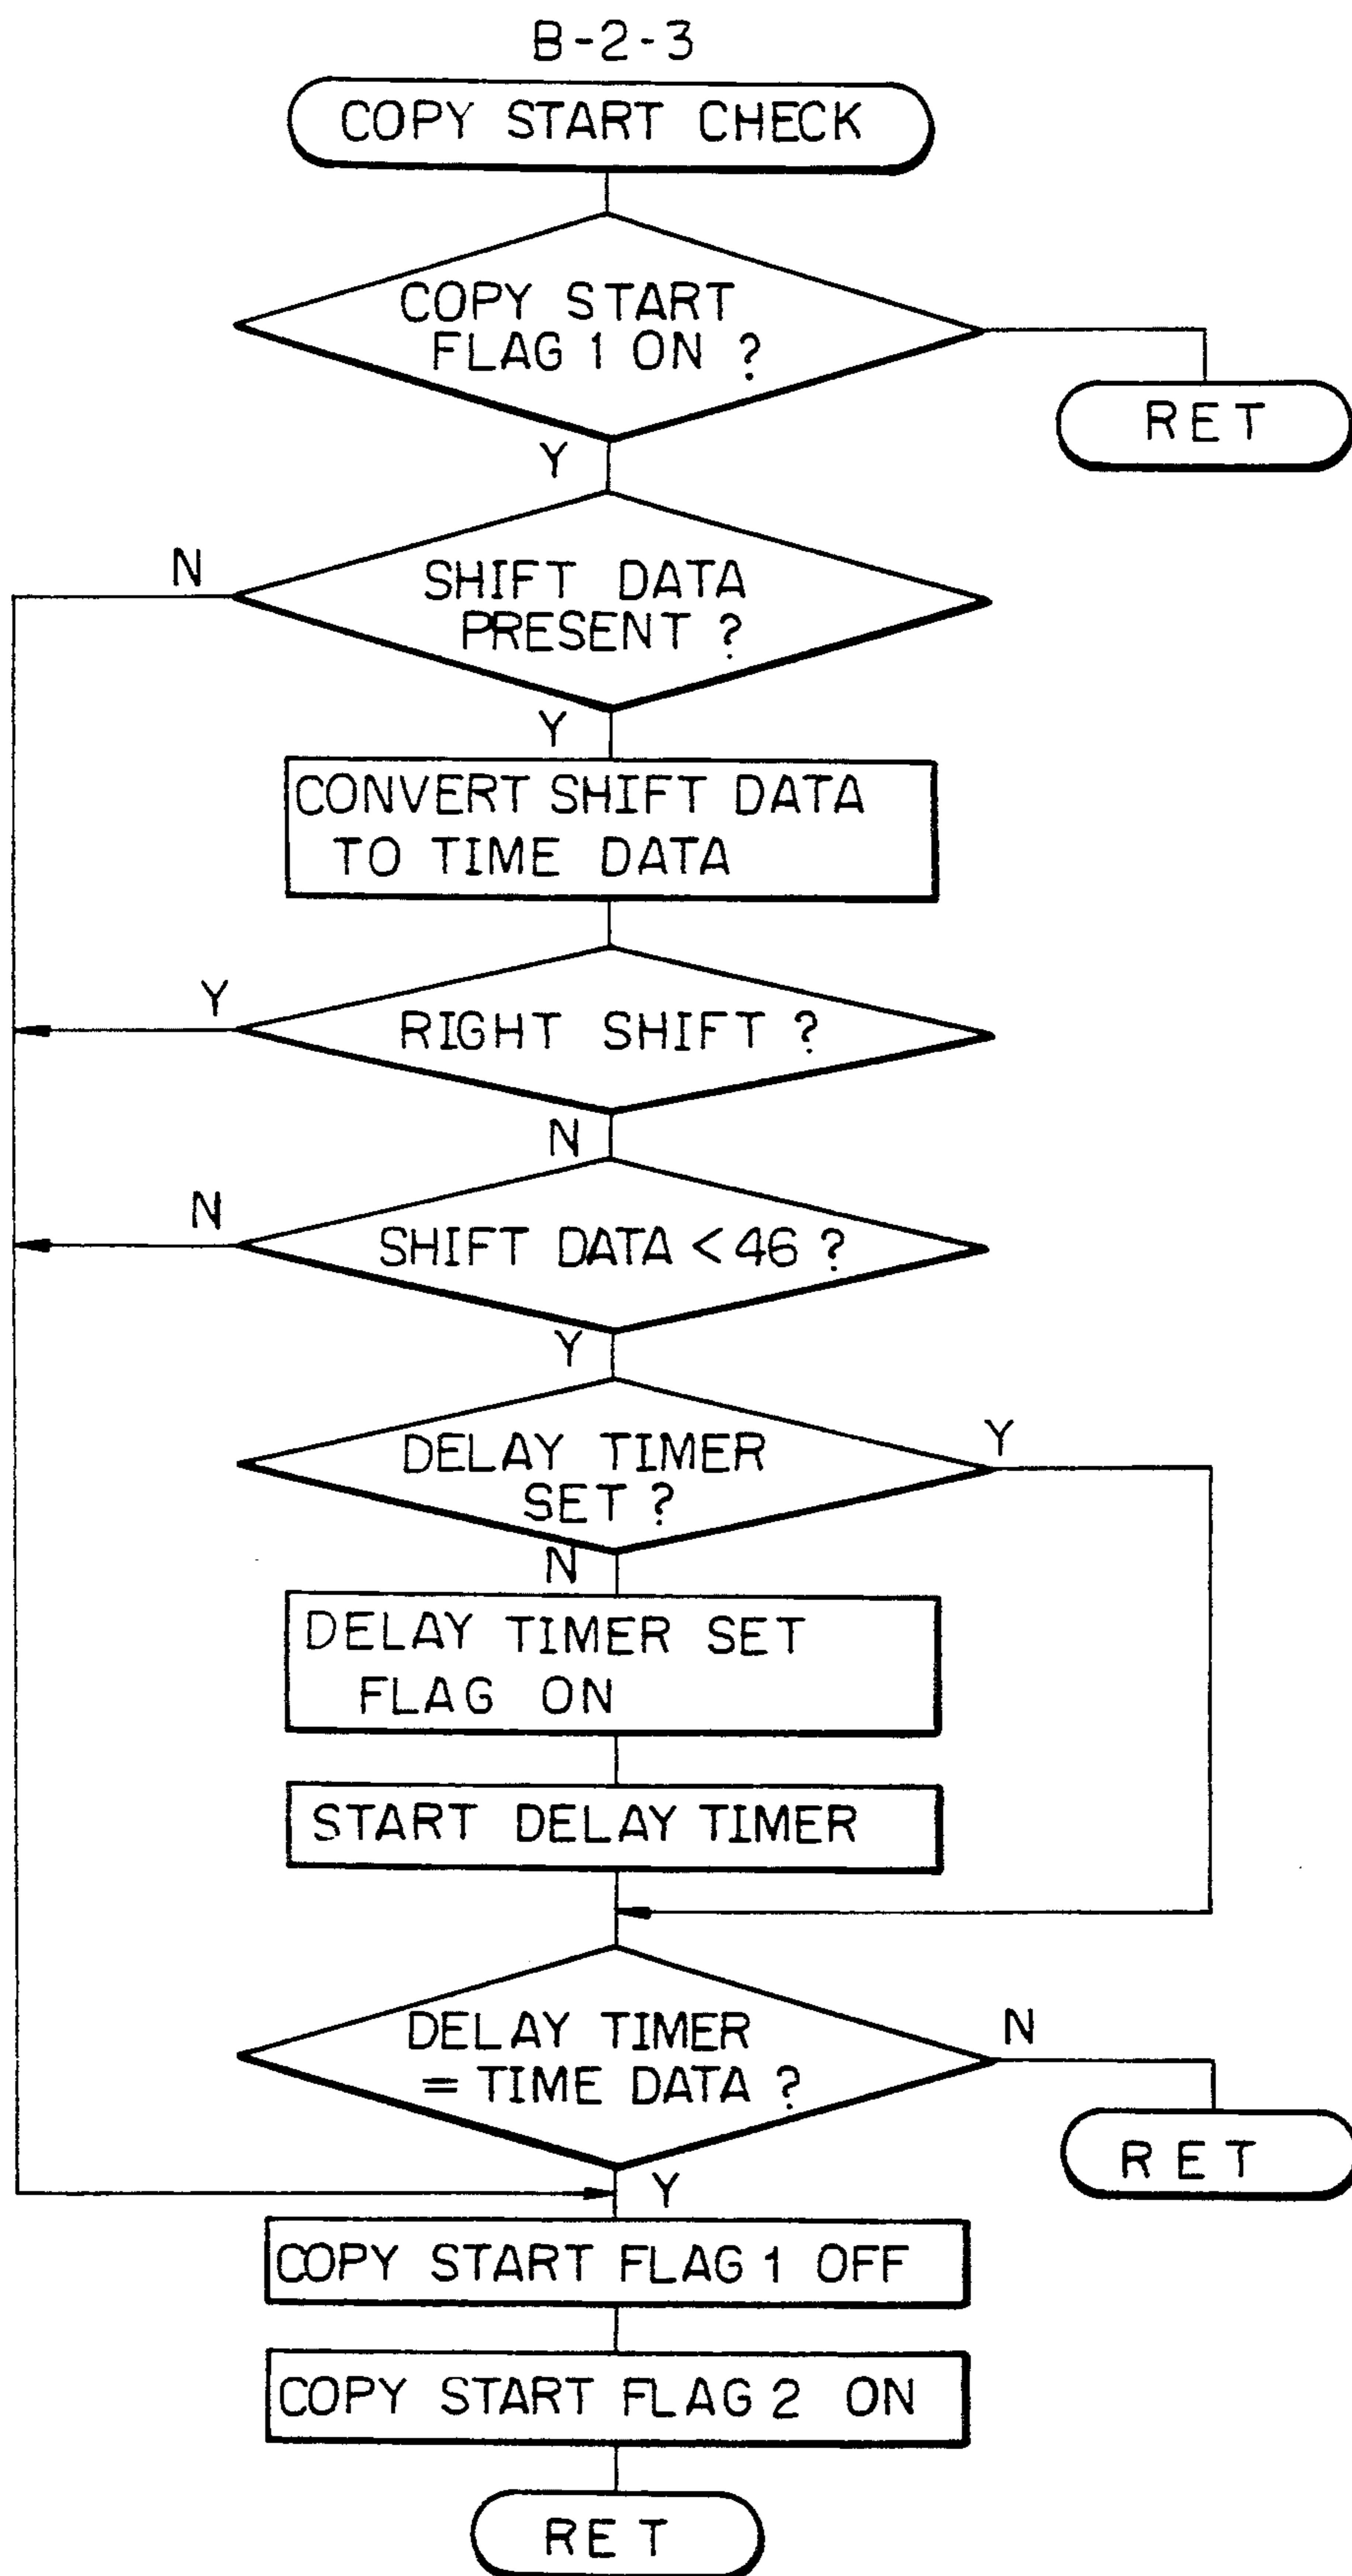 B-2-3
COPY START CHECK
COPY START
FLAG 1 ON ?
RET
Y
N
SHIFT DATA
PRESENT ?
Y
CONVERT SHIFT DATA
TO TIME DATA
Y
RIGHT SHIFT ?
N
N
SHIFT DATA < 46 ?
Y
DELAY TIMER
SET ?
Y
N
DELAY TIMER SET
FLAG ON
START DELAY TIMER
DELAY TIMER
= TIME DATA ?
N
RET
Y
COPY START FLAG 1 OFF
COPY START FLAG 2 ON
RET